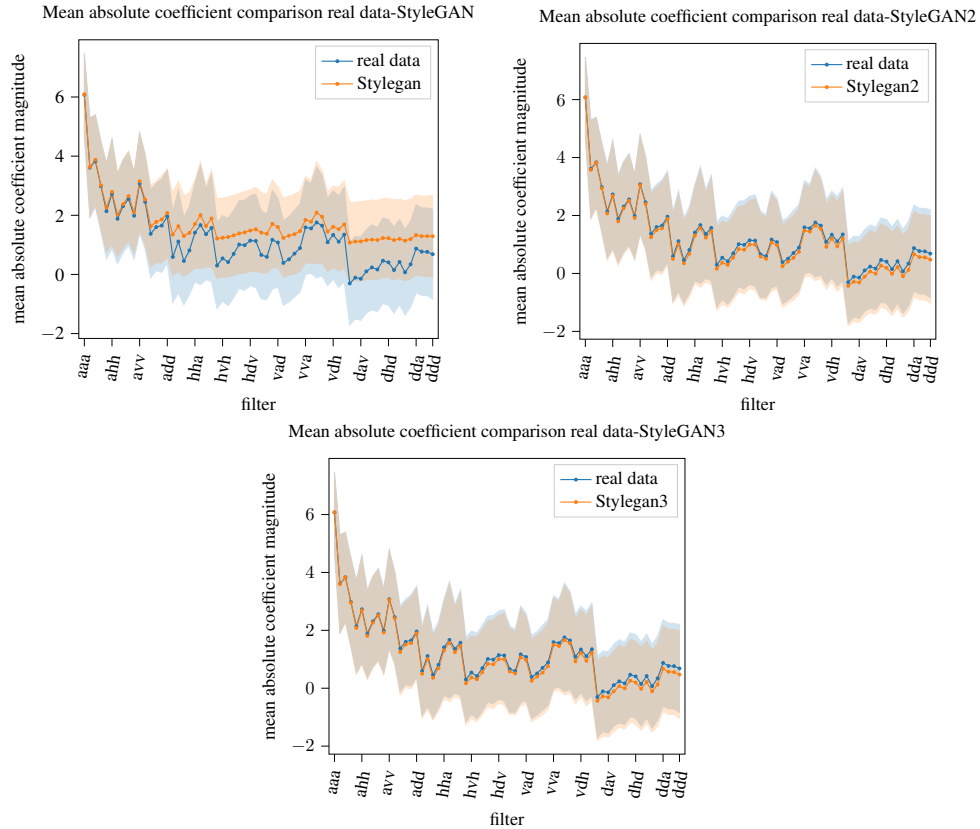 Mean absolute coefficient comparison real data-StyleGAN
mean absolute coefficient magnitude
6
4
2
0
−2
real data
Stylegan
aaa
ahh
avv
add
hha
hvh
hdv
vad
vva
vdh
dav
dhd
dda
ddd
filter
Mean absolute coefficient comparison real data-StyleGAN2
mean absolute coefficient magnitude
6
4
2
0
−2
real data
Stylegan2
aaa
ahh
avv
add
hha
hvh
hdv
vad
vva
vdh
dav
dhd
dda
ddd
filter
Mean absolute coefficient comparison real data-StyleGAN3
mean absolute coefficient magnitude
6
4
2
0
−2
real data
Stylegan3
aaa
ahh
avv
add
hha
hvh
hdv
vad
vva
vdh
dav
dhd
dda
ddd
filter